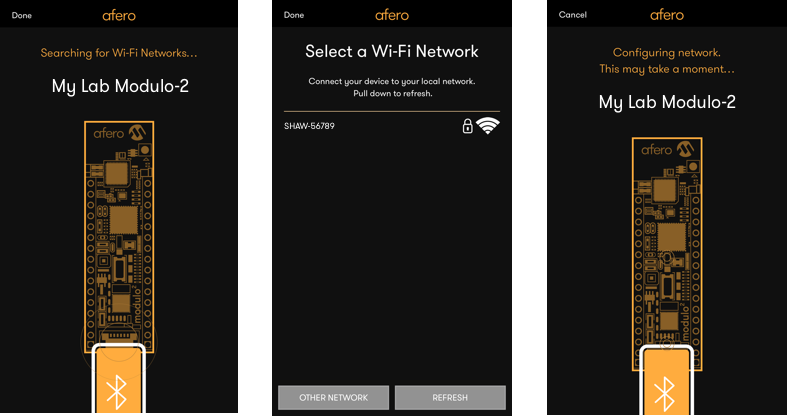 Done
afero
Searching for Wi-Fi Networks...
My Lab Modulo-2
afero
modulo²
Done
afero
Select a Wi-Fi Network
Connect your device to your local network.
Pull down to refresh.
SHAW-56789
OTHER NETWORK
REFRESH
Cancel
afero
Configuring network.
This may take a moment...
My Lab Modulo-2
afero
modulo²